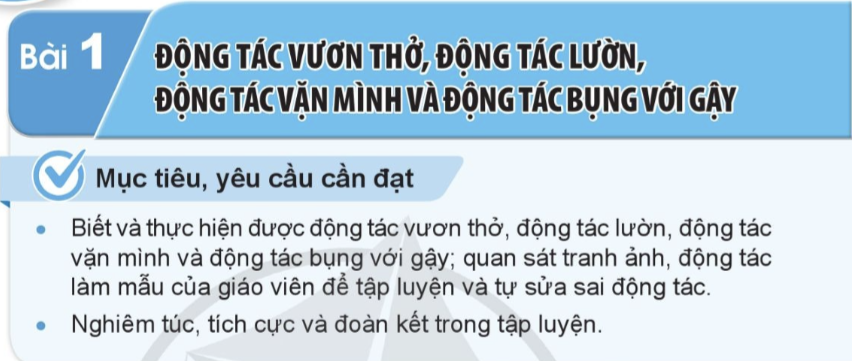 Bài 1
ĐỘNG TÁC VƯƠN THỞ, ĐỘNG TÁC LƯỜN,
ĐỘNG TÁC VẶN MÌNH VÀ ĐỘNG TÁC BỤNG VỚI GẬY
Mục tiêu, yêu cầu cần đạt
• Biết và thực hiện được động tác vươn thở, động tác lườn, động tác
vặn mình và động tác bụng với gậy; quan sát tranh ảnh, động tác
làm mẫu của giáo viên để tập luyện và tự sửa sai động tác.
• Nghiêm túc, tích cực và đoàn kết trong tập luyện.